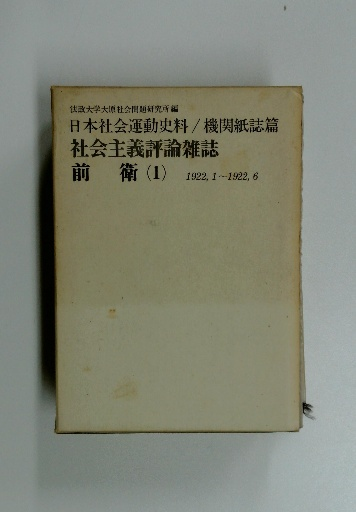 法政大学大原社会問題研究所編
日本社会運動史料/機関紙誌篇
社会主義評論雑誌
前 衛 (1) 1922, 1—1922, 6